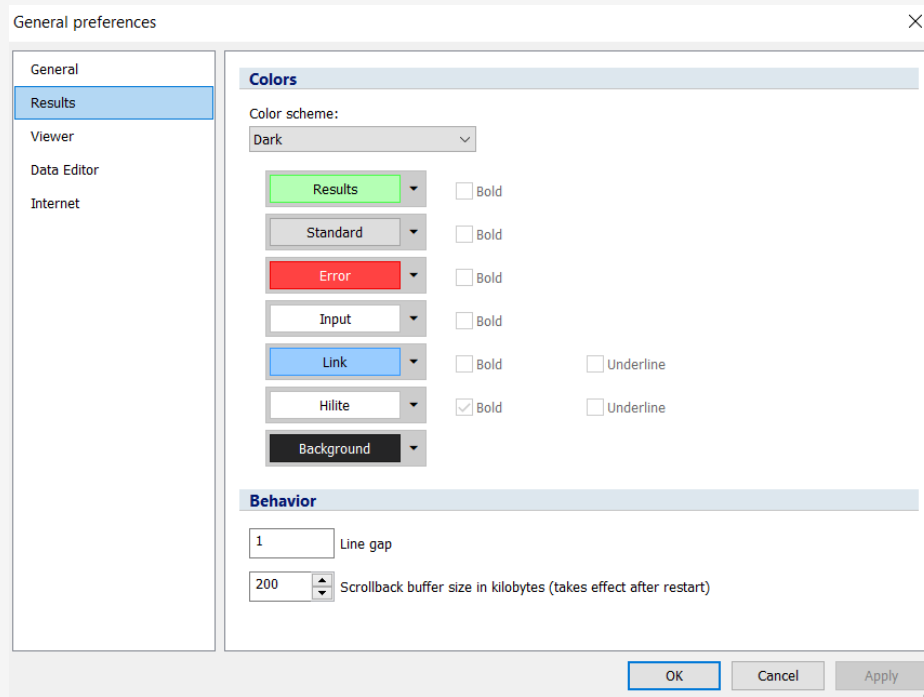 General preferences
General
Results
Viewer
Data Editor
Internet
Colors
Color scheme:
Dark
Results Bold
Standard Bold
Error Bold
Input Bold
Link Bold Underline
Hilite Bold Underline
Background
Behavior
1 Line gap
200 Scrollback buffer size in kilobytes (takes effect after restart)
OK Cancel Apply